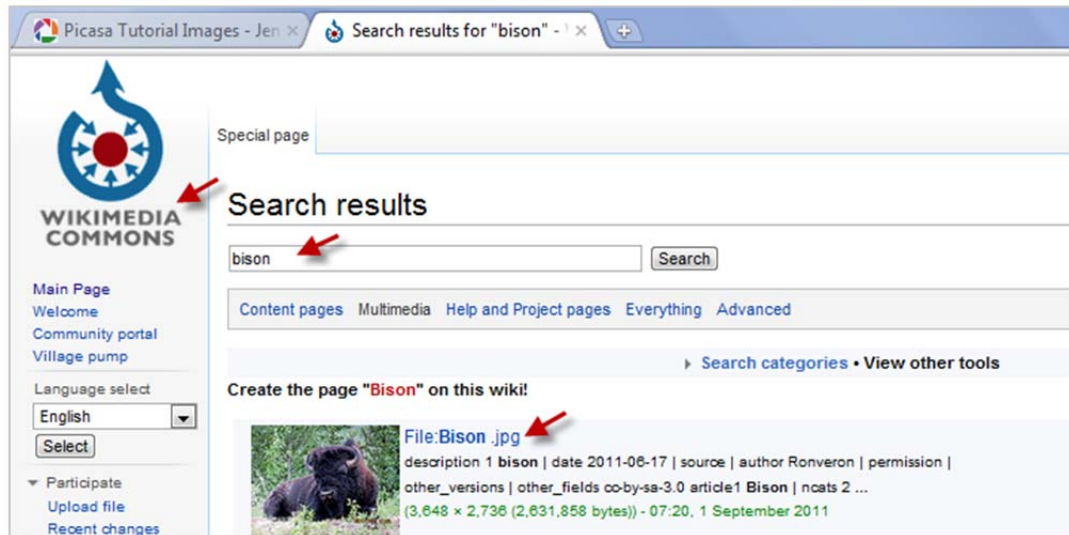 Picasa Tutorial Images - Jen
Search results for "bison" -
Special page
WIKIMEDIA
COMMONS
Search results
bison
Search
Main Page
Welcome
Community portal
Village pump
Content pages Multimedia Help and Project pages Everything Advanced
Search categories • View other tools
Language select
English
Select
Create the page "Bison" on this wiki!
File:Bison .jpg
description 1 bison | date 2011-06-17 | source | author Ronveron | permission |
other_versions | other_fields cc-by-sa-3.0 article1 Bison | ncats 2 ...
(3,648 × 2,736 (2,631,858 bytes)) - 07:20, 1 September 2011
Participate
Upload file
Recent changes